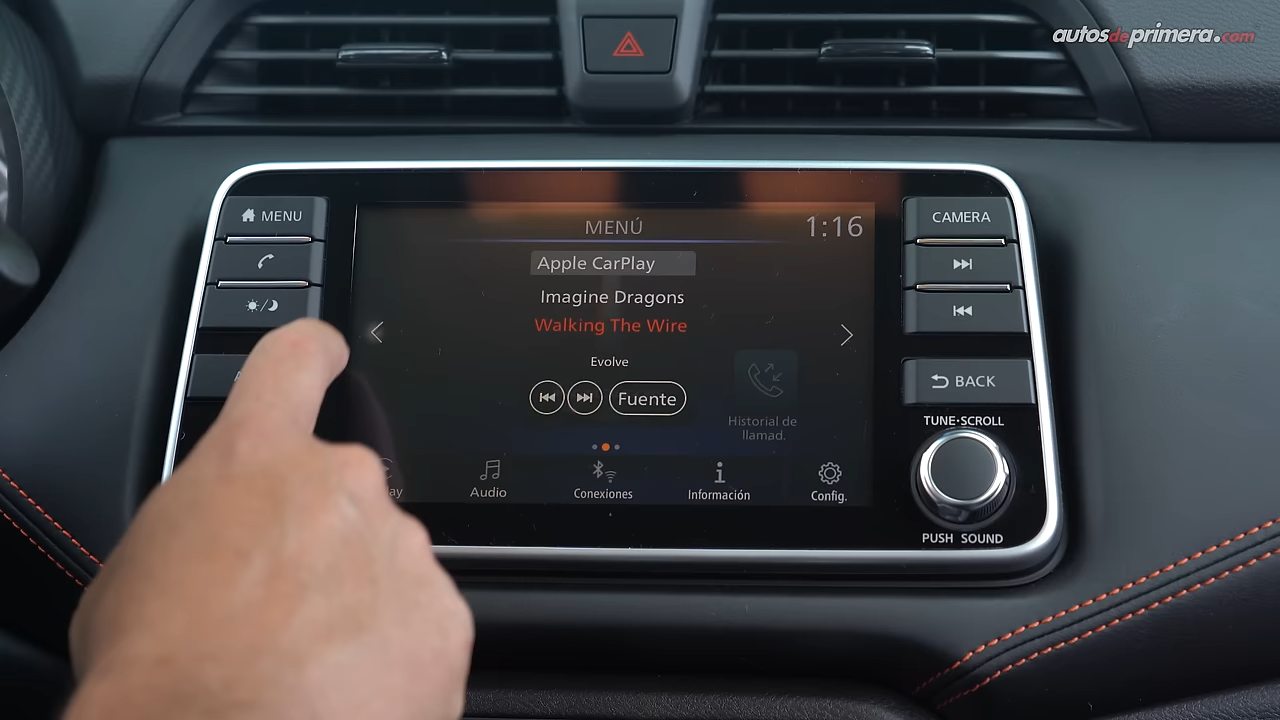 autosdeprimera.com
MENU
CAMERA
MENÚ
1:16
Apple CarPlay
Imagine Dragons
Walking The Wire
Evolve
Fuente
Historial de
llamad.
BACK
TUNE·SCROLL
Audio
Conexiones
Información
Config.
PUSH SOUND